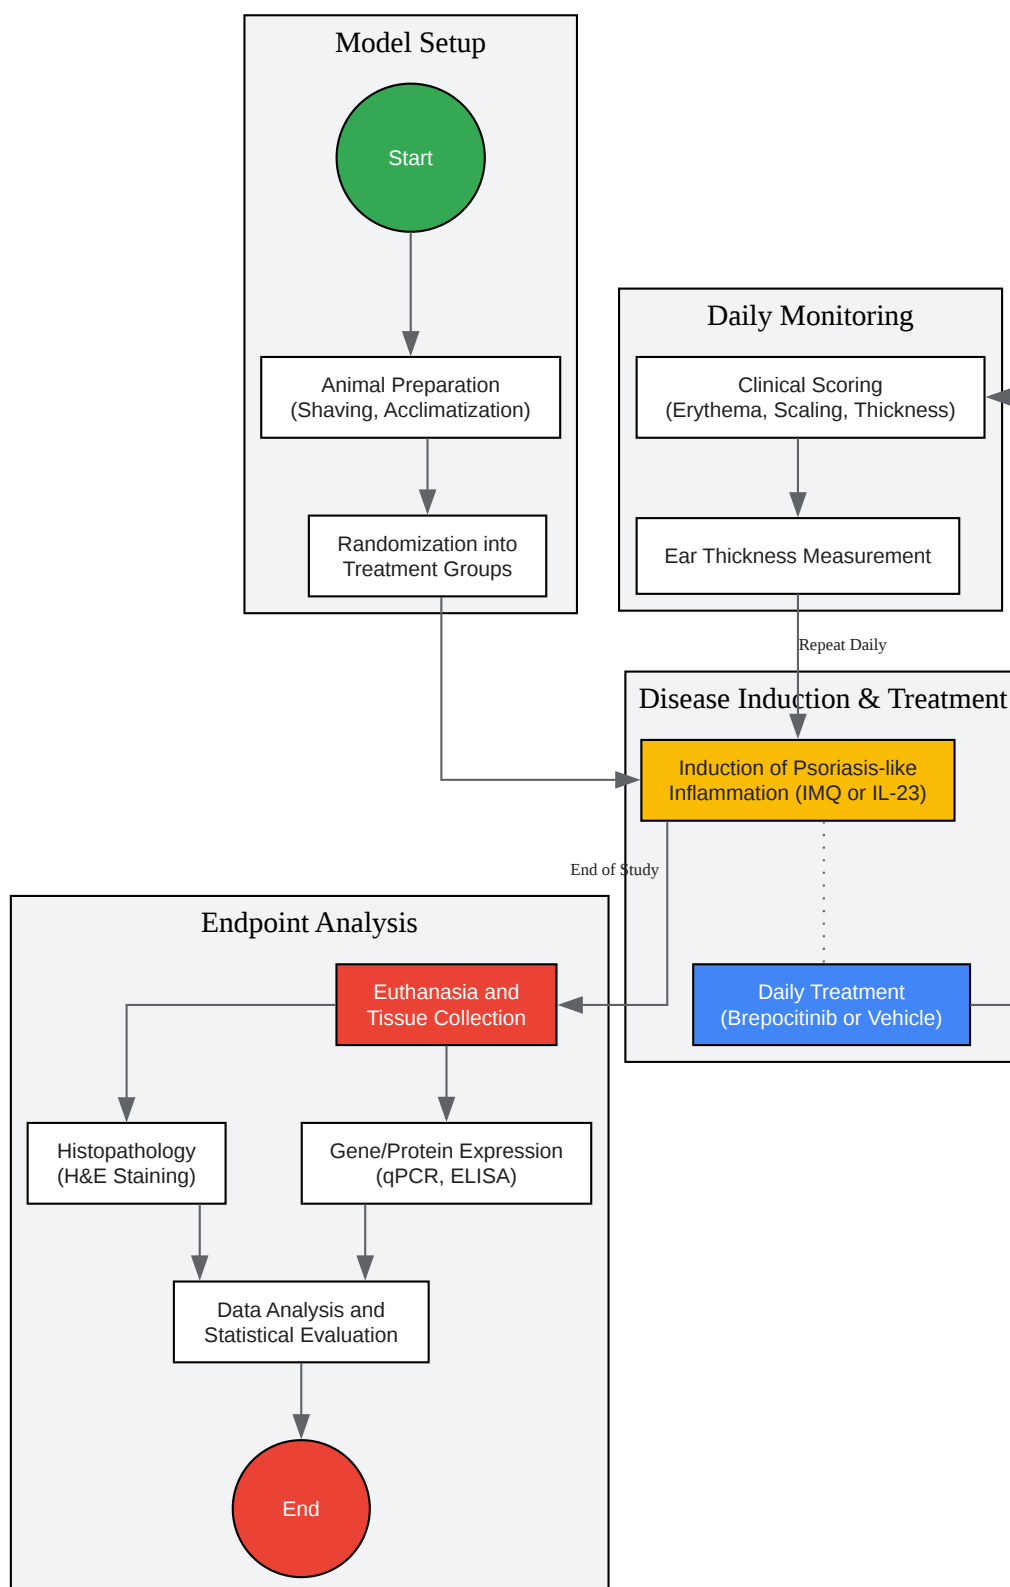 Model Setup
Start
Animal Preparation
(Shaving, Acclimatization)
Randomization into
Treatment Groups
Daily Monitoring
Clinical Scoring
(Erythema, Scaling, Thickness)
Ear Thickness Measurement
Repeat Daily
Disease Induction & Treatment
Induction of Psoriasis-like
Inflammation (IMQ or IL-23)
End of Study
Daily Treatment
(Brepocitinib or Vehicle)
Endpoint Analysis
Euthanasia and
Tissue Collection
Histopathology
(H&E Staining)
Gene/Protein Expression
(qPCR, ELISA)
Data Analysis and
Statistical Evaluation
End